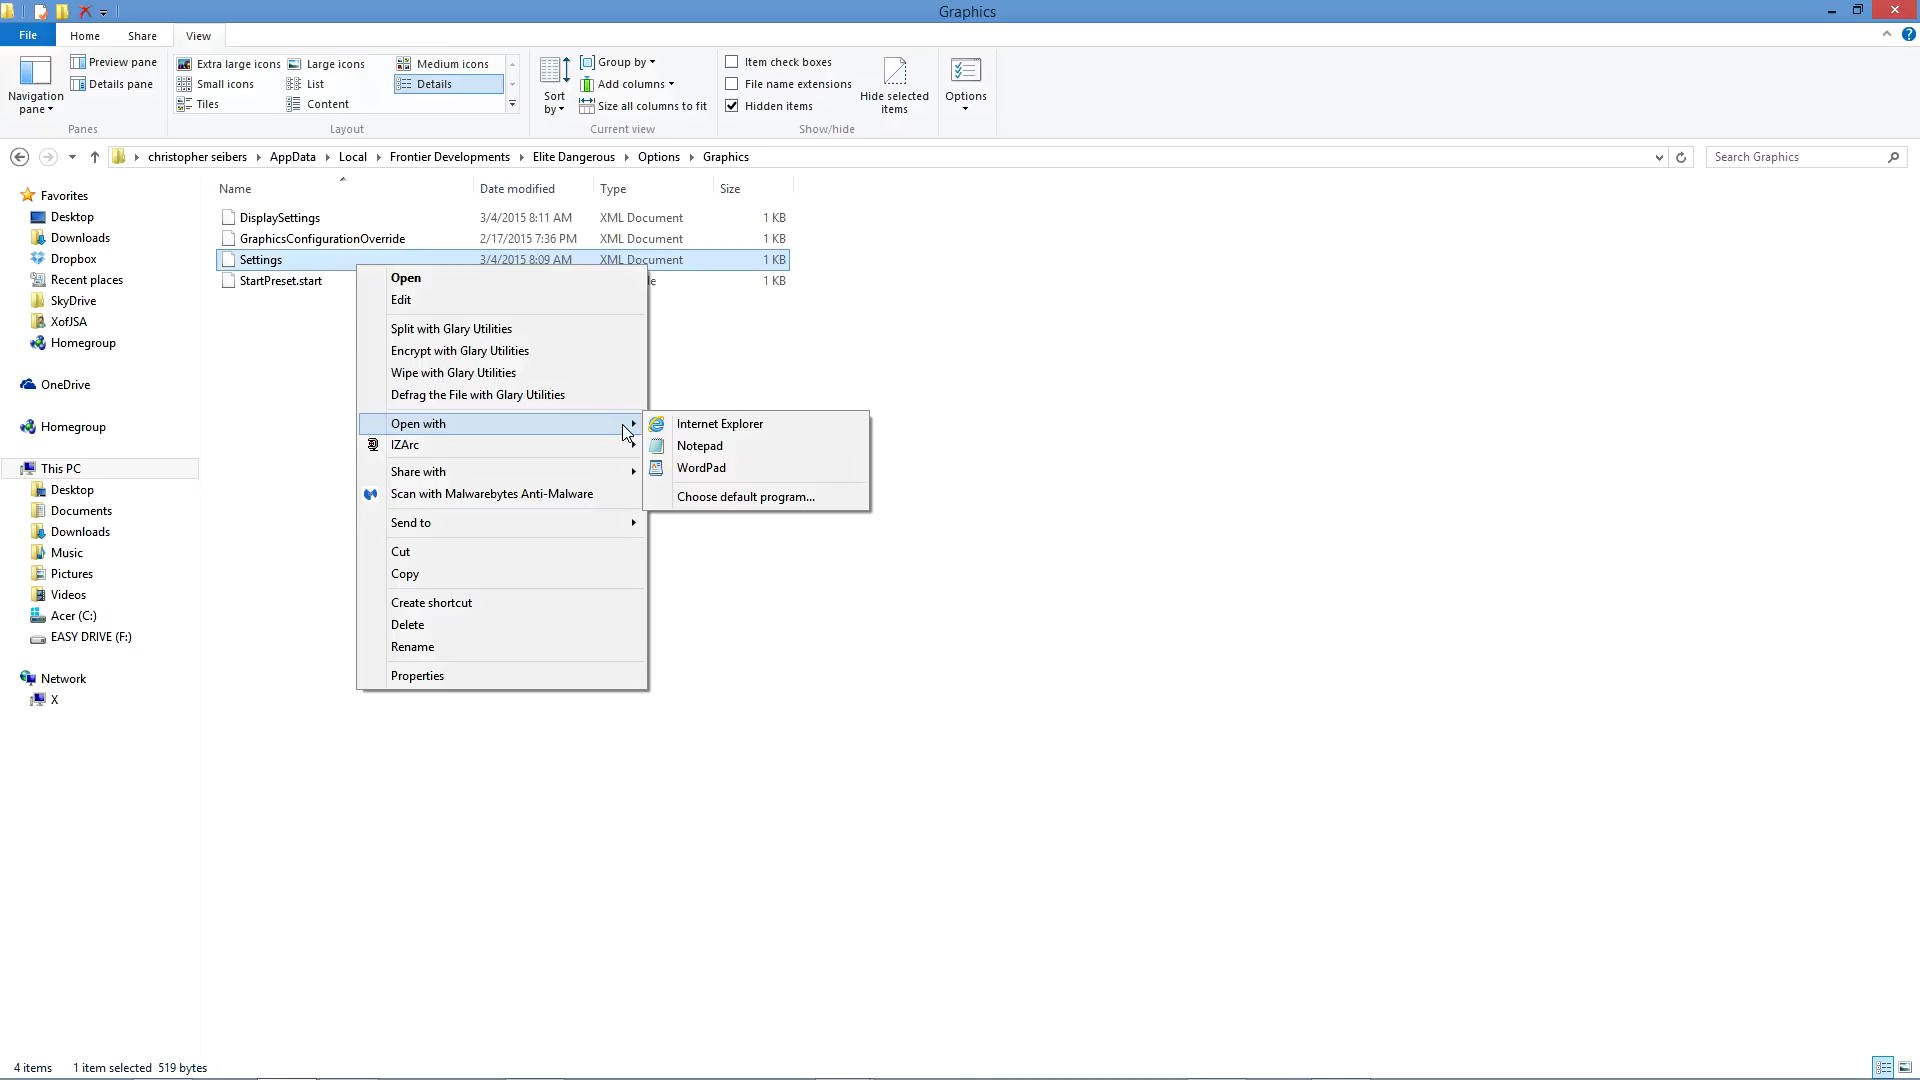 Graphics
File Home Share View
Navigation pane
Preview pane
Details pane
Panes
Extra large icons Large icons Medium icons
Small icons List Details
Tiles Content
Layout
Sort by
Group by
Add columns
Size all columns to fit
Current view
Item check boxes
File name extensions
Hidden items
Hide selected items
Show/hide
Options
christopher seibers AppData Local Frontier Developments Elite Dangerous Options Graphics
Search Graphics
Favorites
Desktop
Downloads
Dropbox
Recent places
SkyDrive
XofJSA
Homegroup
OneDrive
Homegroup
This PC
Desktop
Documents
Downloads
Music
Pictures
Videos
Acer (C:)
EASY DRIVE (F:)
Network
X
Name Date modified Type Size
DisplaySettings 3/4/2015 8:11 AM XML Document 1 KB
GraphicsConfigurationOverride 2/17/2015 7:36 PM XML Document 1 KB
Settings 3/4/2015 8:09 AM XML Document 1 KB
StartPreset.start le 1 KB
Open
Edit
Split with Glary Utilities
Encrypt with Glary Utilities
Wipe with Glary Utilities
Defrag the File with Glary Utilities
Open with
IZArc
Share with
Scan with Malwarebytes Anti-Malware
Send to
Cut
Copy
Create shortcut
Delete
Rename
Properties
Internet Explorer
Notepad
WordPad
Choose default program...
4 items 1 item selected 519 bytes